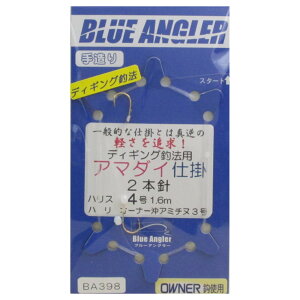 BLUE ANGLER
手造り
スタート
ディギング釣法
一般的な仕掛とは真逆の
軽さを追求!
ディギング釣法用
アマダイ仕掛
2本針
ハリス 4号 1.6m
ハリ オーナー沖アミチヌ3号
Blue Angler
ブルーアングラー
BA398
OWNER 鈎使用